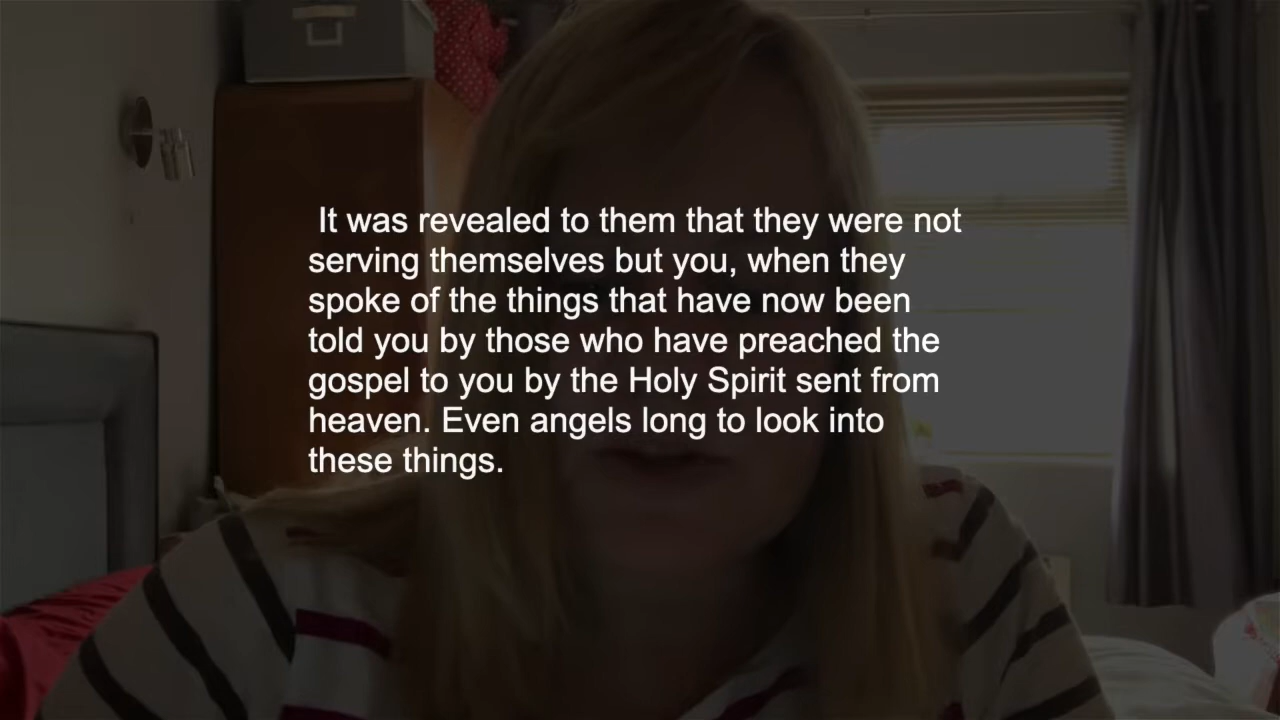 It was revealed to them that they were not
serving themselves but you, when they
spoke of the things that have now been
told you by those who have preached the
gospel to you by the Holy Spirit sent from
heaven. Even angels long to look into
these things.